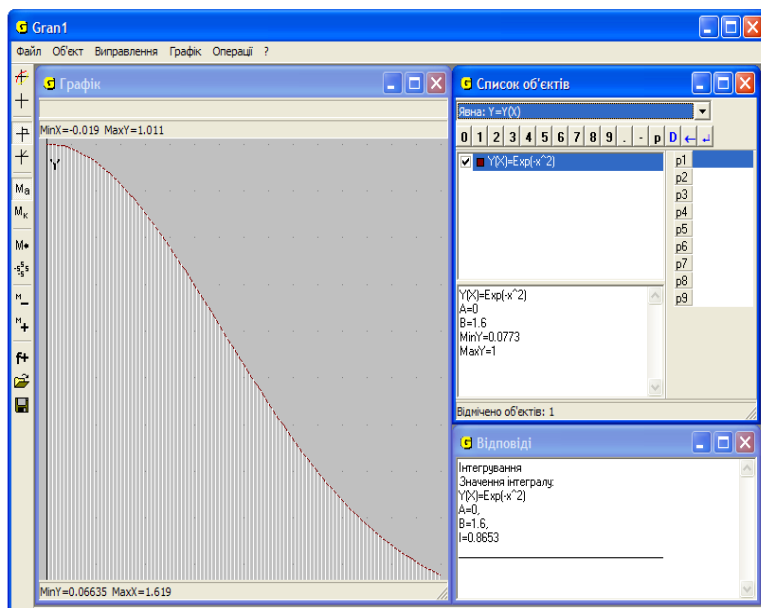 Gran1
Файл Об'єкт Виправлення Графік Операції ?
Графік
MinX=-0.019 MaxY=1.011
Y
MinY=0.06635 MaxX=1.619
Ma
Mк
M•
M
M
f+
Список об'єктів
Явна: Y=Y(X)
0 1 2 3 4 5 6 7 8 9 . - p D
Y(X)=Exp(-x^2)
p1
p2
p3
p4
p5
p6
p7
p8
p9
Y(X)=Exp(-x^2)
A=0
B=1.6
MinY=0.0773
MaxY=1
Відмічено об'єктів: 1
Відповіді
Інтегрування
Значення інтегралу:
Y(X)=Exp(-x^2)
A=0,
B=1.6,
I=0.8653